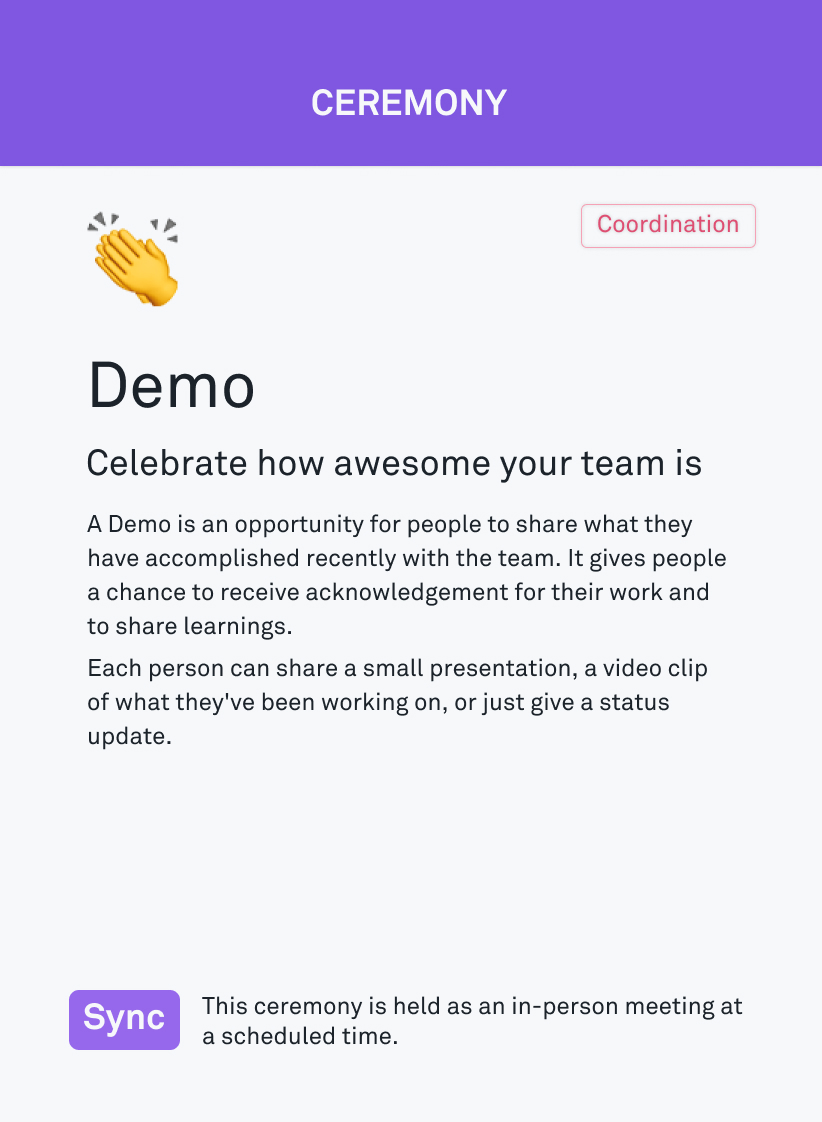 CEREMONY
Coordination
Demo
Celebrate how awesome your team is
A Demo is an opportunity for people to share what they
have accomplished recently with the team. It gives people
a chance to receive acknowledgement for their work and
to share learnings.
Each person can share a small presentation, a video clip
of what they've been working on, or just give a status
update.
Sync
This ceremony is held as an in-person meeting at
a scheduled time.